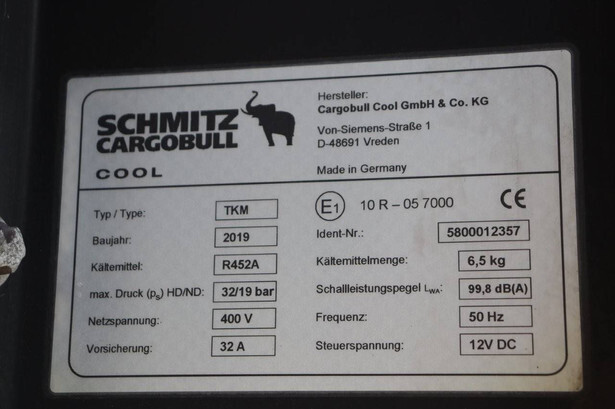 SCHMITZ
CARGOBULL
COOL
Hersteller:
Cargobull Cool GmbH & Co. KG
Von-Siemens-Straße 1
D-48691 Vreden
Made in Germany
Typ / Type: TKM
E1 10 R – 05 7000 CE
Baujahr: 2019
Ident-Nr.: 5800012357
Kältemittel: R452A
Kältemittelmenge: 6,5 kg
max. Druck (ps) HD/ND: 32/19 bar
Schallleistungspegel LWA: 99,8 dB(A)
Netzspannung: 400 V
Frequenz: 50 Hz
Vorsicherung: 32 A
Steuerspannung: 12V DC